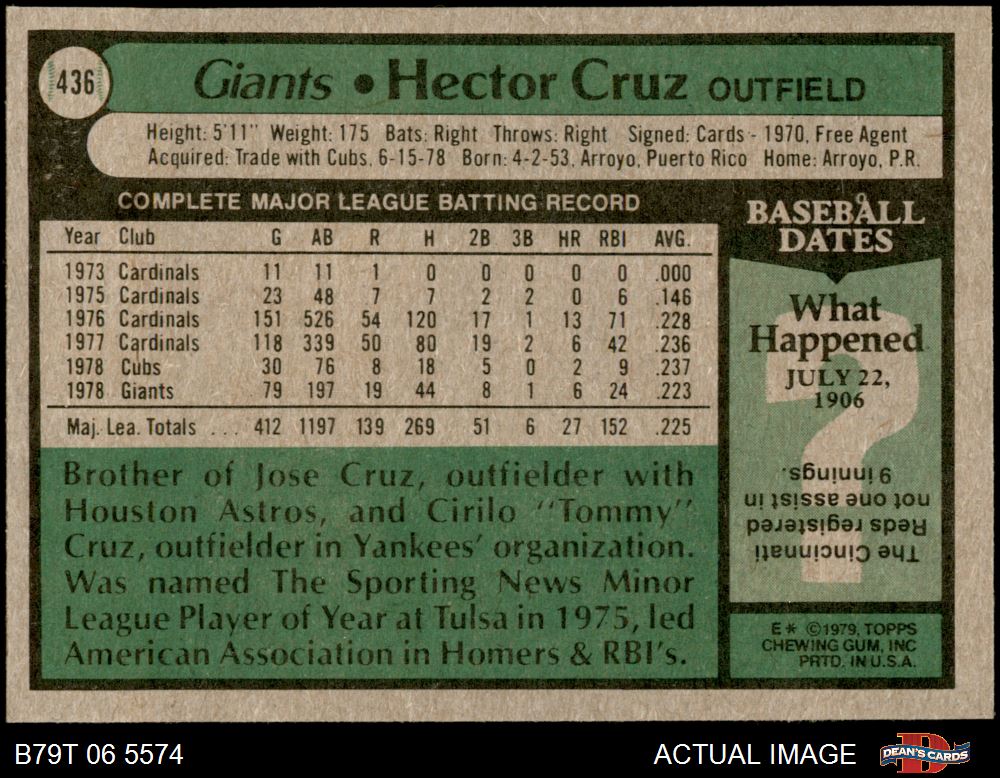 436
Giants • Hector Cruz OUTFIELD
Height: 5'11" Weight: 175 Bats: Right Throws: Right Signed: Cards - 1970, Free Agent
Acquired: Trade with Cubs, 6-15-78 Born: 4-2-53, Arroyo, Puerto Rico Home: Arroyo, P.R.
COMPLETE MAJOR LEAGUE BATTING RECORD
Year Club G AB R H 2B 3B HR RBI AVG.
1973 Cardinals 11 11 1 0 0 0 0 0 .000
1975 Cardinals 23 48 7 7 2 2 0 6 .146
1976 Cardinals 151 526 54 120 17 1 13 71 .228
1977 Cardinals 118 339 50 80 19 2 6 42 .236
1978 Cubs 30 76 8 18 5 0 2 9 .237
1978 Giants 79 197 19 44 8 1 6 24 .223
Maj. Lea. Totals ... 412 1197 139 269 51 6 27 152 .225
Brother of Jose Cruz, outfielder with
Houston Astros, and Cirilo "Tommy"
Cruz, outfielder in Yankees' organization.
Was named The Sporting News Minor
League Player of Year at Tulsa in 1975, led
American Association in Homers & RBI's.
BASEBALL
DATES
What
Happened
JULY 22,
1906
?
The Cincinnati
Reds registered
not one assist in
9 innings.
E* ©1979, TOPPS
CHEWING GUM, INC
PRTD. IN U.S.A.
B79T 06 5574
ACTUAL IMAGE
DEAN'S CARDS